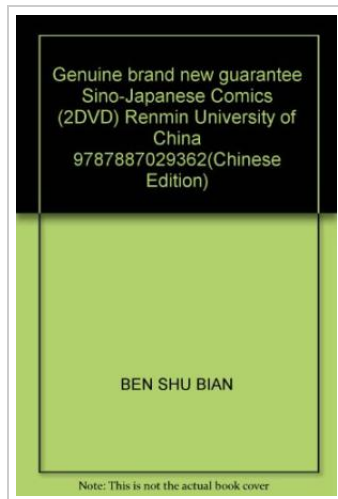 Genuine brand new guarantee
Sino-Japanese Comics
(2DVD) Renmin University of
China
9787887029362(Chinese
Edition)
BEN SHU BIAN
Note: This is not the actual book cover